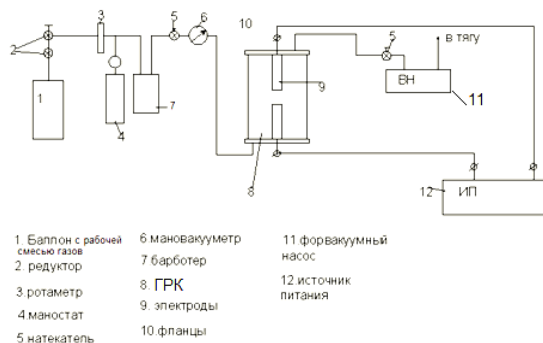 3
5
6
10
5
в тягу
2
1
4
7
9
8
ВН
11
12
ИП
1. Баллон с рабочей
смесью газов
2. редуктор
3.ротаметр
4.маностат
5 натекатель
6 мановакууметр
7 барботер
8. ГРК
9. электроды
10.фланцы
11 форвакуумный
насос
12.источник
питания